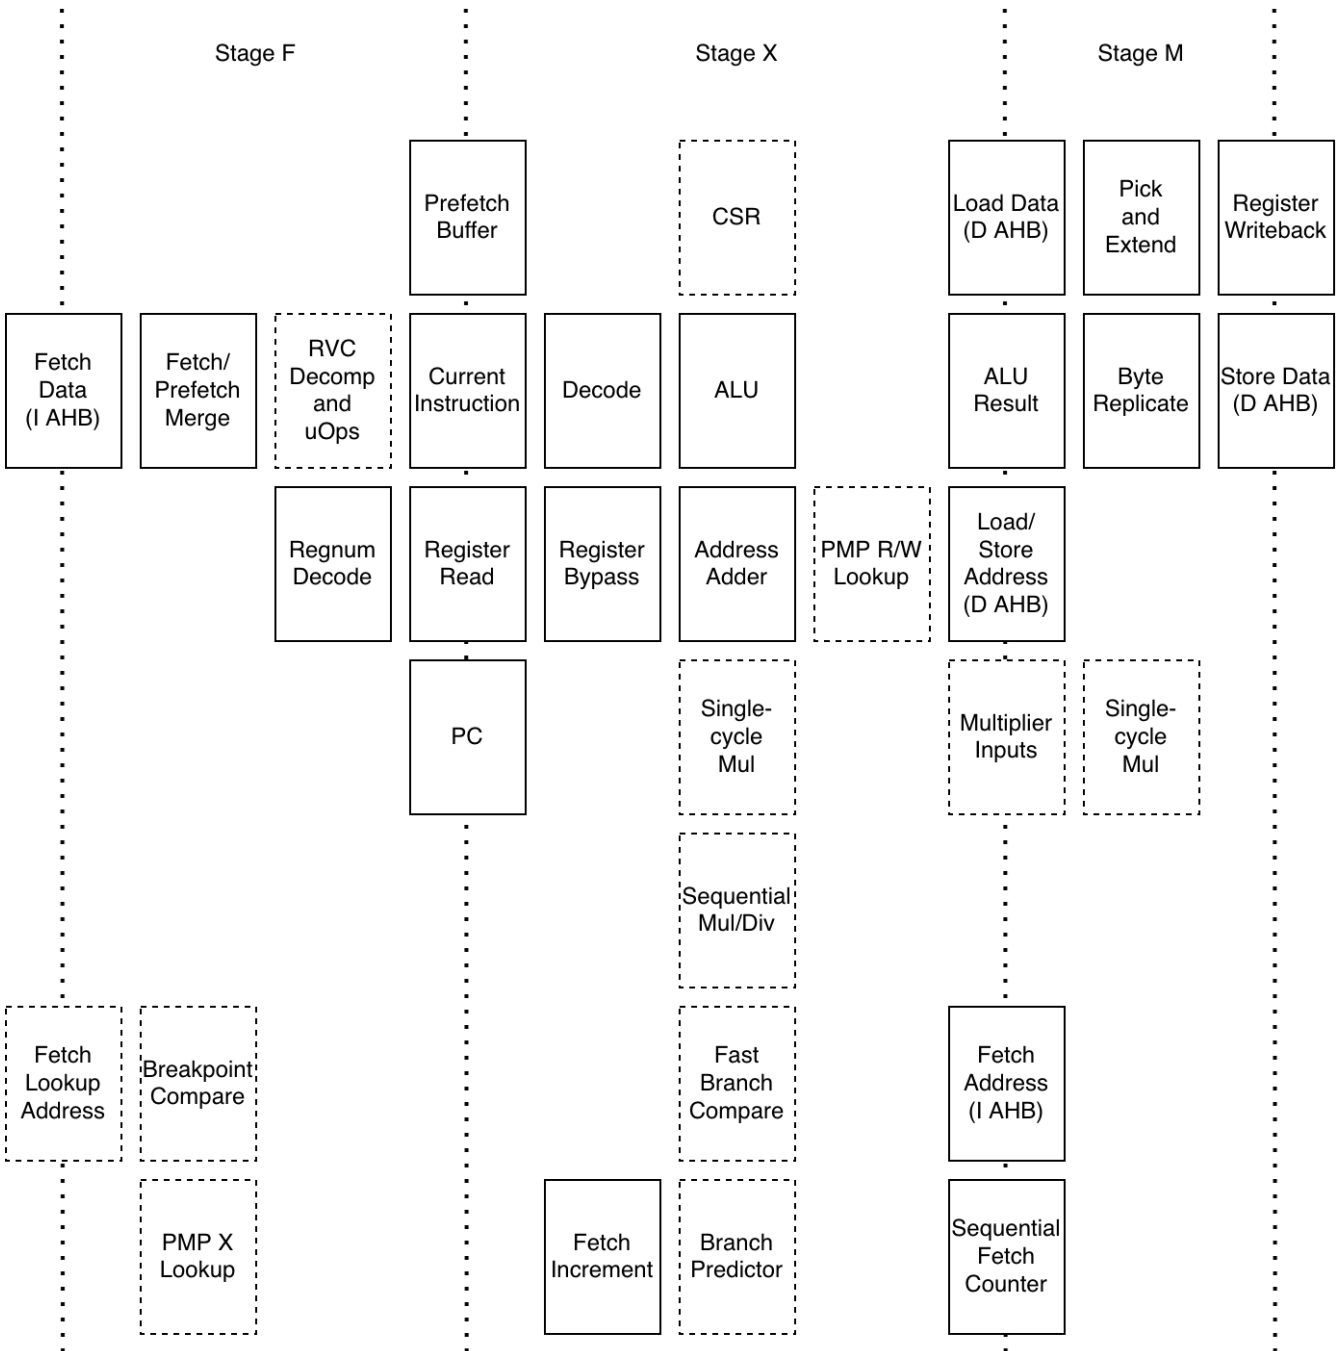 Stage F
Stage X
Stage M
Prefetch
Buffer
CSR
Load Data
(D AHB)
Pick
and
Extend
Register
Writeback
Fetch
Data
(I AHB)
Fetch/
Prefetch
Merge
RVC
Decomp
and
uOps
Current
Instruction
Decode
ALU
ALU
Result
Byte
Replicate
Store Data
(D AHB)
Regnum
Decode
Register
Read
Register
Bypass
Address
Adder
PMP R/W
Lookup
Load/
Store
Address
(D AHB)
PC
Single-
cycle
Mul
Multiplier
Inputs
Single-
cycle
Mul
Sequential
Mul/Div
Fetch
Lookup
Address
Breakpoint
Compare
Fast
Branch
Compare
Fetch
Address
(I AHB)
PMP X
Lookup
Fetch
Increment
Branch
Predictor
Sequential
Fetch
Counter